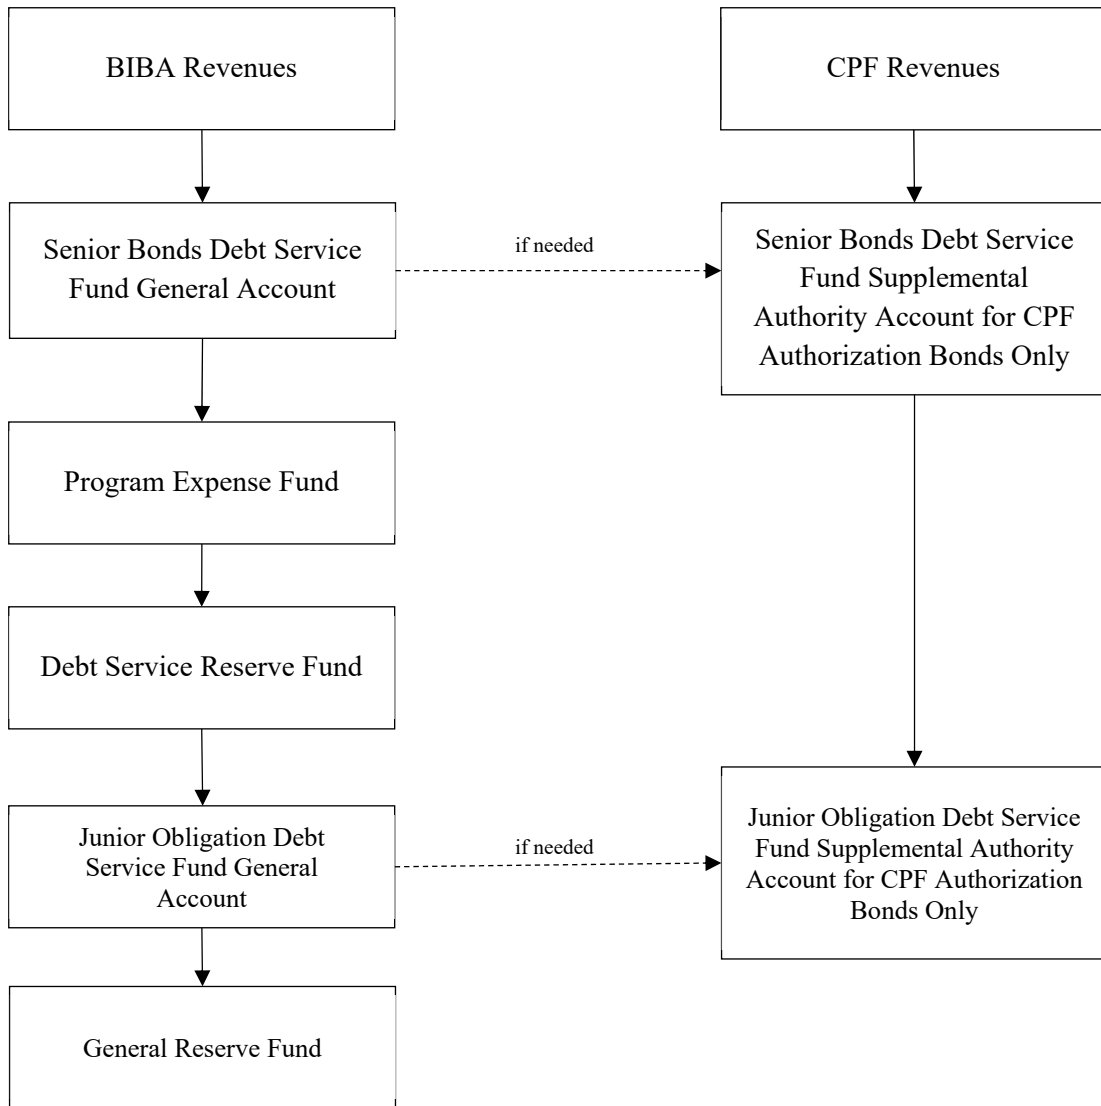 BIBA Revenues
CPF Revenues
Senior Bonds Debt Service
Fund General Account
if needed
Senior Bonds Debt Service
Fund Supplemental
Authority Account for CPF
Authorization Bonds Only
Program Expense Fund
Debt Service Reserve Fund
Junior Obligation Debt
Service Fund General
Account
if needed
Junior Obligation Debt Service
Fund Supplemental Authority
Account for CPF Authorization
Bonds Only
General Reserve Fund